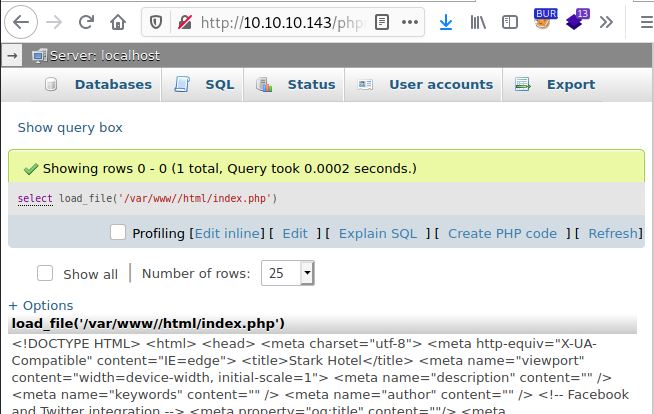 http://10.10.10.143/php
BUR
13
Server: localhost
Databases SQL Status User accounts Export
Show query box
Showing rows 0 - 0 (1 total, Query took 0.0002 seconds.)
select load_file('/var/www//html/index.php')
Profiling [Edit inline] [ Edit ] [ Explain SQL ] [ Create PHP code ] [ Refresh]
Show all Number of rows: 25
+ Options
load_file('/var/www//html/index.php')
<!DOCTYPE HTML> <html> <head> <meta charset="utf-8"> <meta http-equiv="X-UA-
Compatible" content="IE=edge"> <title>Stark Hotel</title> <meta name="viewport"
content="width=device-width, initial-scale=1"> <meta name="description" content="" />
<meta name="keywords" content="" /> <meta name="author" content="" /> <!-- Facebook
and Twitter integration --> <meta property="og:title" content=""/> <meta